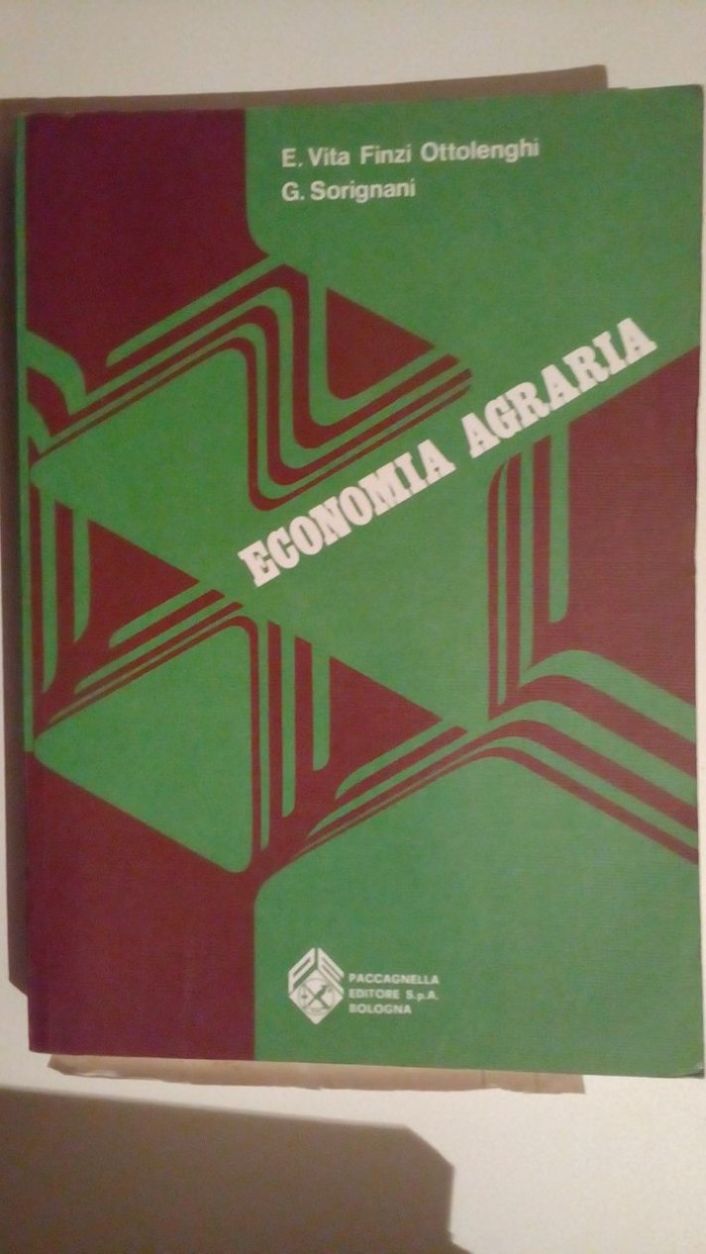 E. Vita Finzi Ottolenghi
G. Sorignani
ECONOMIA AGRARIA
PACCAGNELLA
EDITORE S.p.A.
BOLOGNA